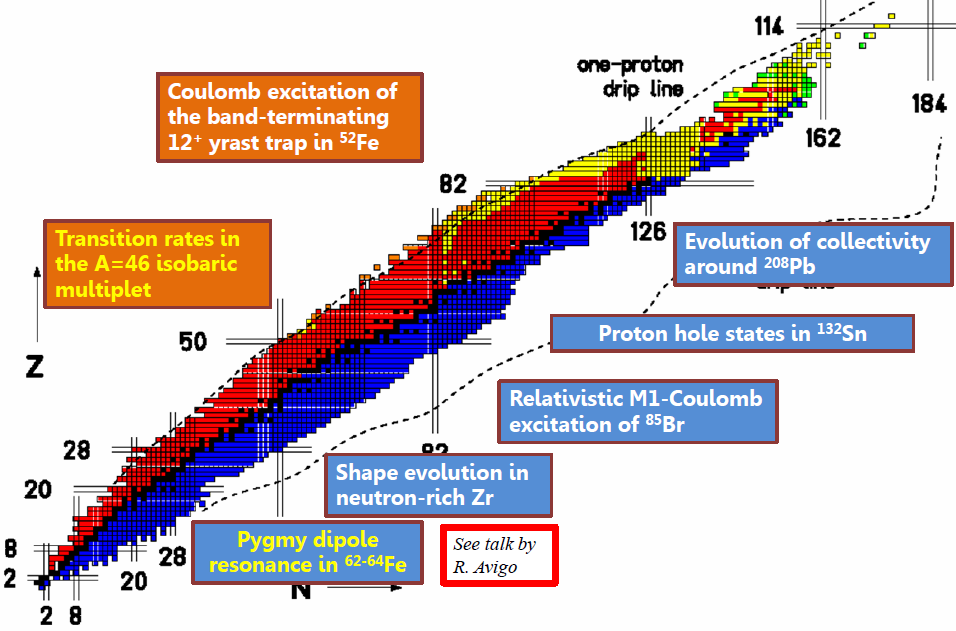 114
one-proton
drip line
184
162
Coulomb excitation of
the band-terminating
12⁺ yrast trap in ⁵²Fe
82
126
Evolution of collectivity
around ²⁰⁸Pb
Transition rates in
the A=46 isobaric
multiplet
50
Z
Proton hole states in ¹³²Sn
Relativistic M1-Coulomb
excitation of ⁸⁵Br
28
82
Shape evolution in
neutron-rich Zr
20
Pygmy dipole
resonance in ⁶²⁻⁶⁴Fe
See talk by
R. Avigo
8
28
2
20
N
2 8